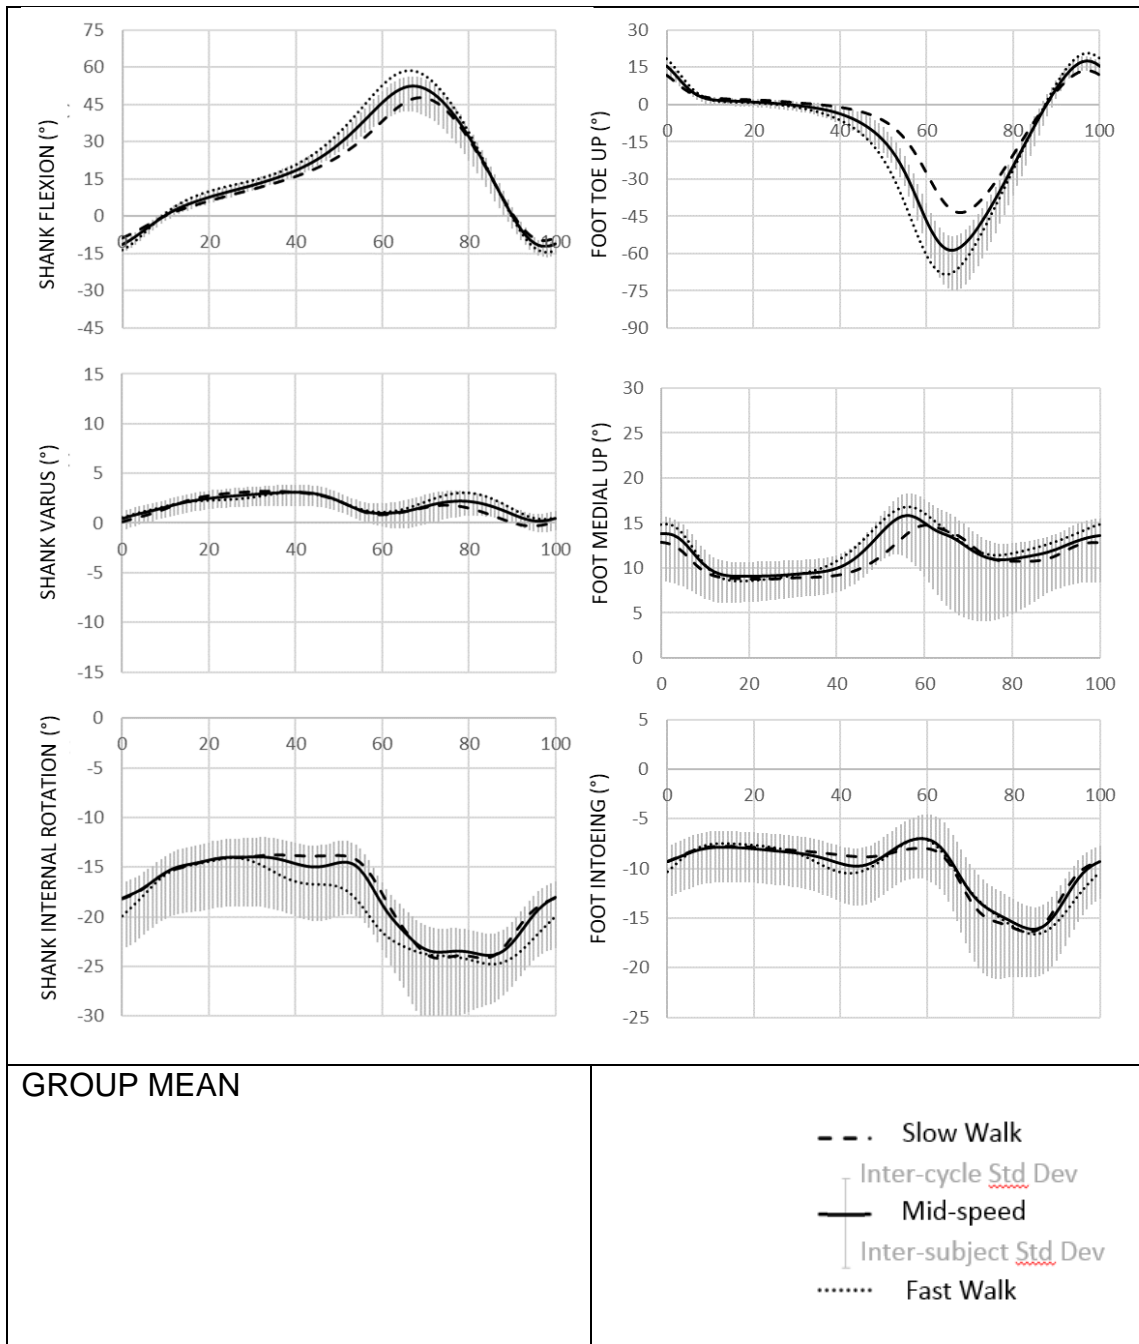 SHANK FLEXION (°)
75
60
45
30
15
0
-15
-30
-45
0 20 40 60 80 100
FOOT TOE UP (°)
30
15
0
-15
-30
-45
-60
-75
-90
0 20 40 60 80 100
SHANK VARUS (°)
15
10
5
0
-5
-10
-15
0 20 40 60 80 100
FOOT MEDIAL UP (°)
30
25
20
15
10
5
0
0 20 40 60 80 100
SHANK INTERNAL ROTATION (°)
0
-5
-10
-15
-20
-25
-30
0 20 40 60 80 100
FOOT INTOEING (°)
5
0
-5
-10
-15
-20
-25
0 20 40 60 80 100
GROUP MEAN
Slow Walk
Inter-cycle Std Dev
Mid-speed
Inter-subject Std Dev
Fast Walk